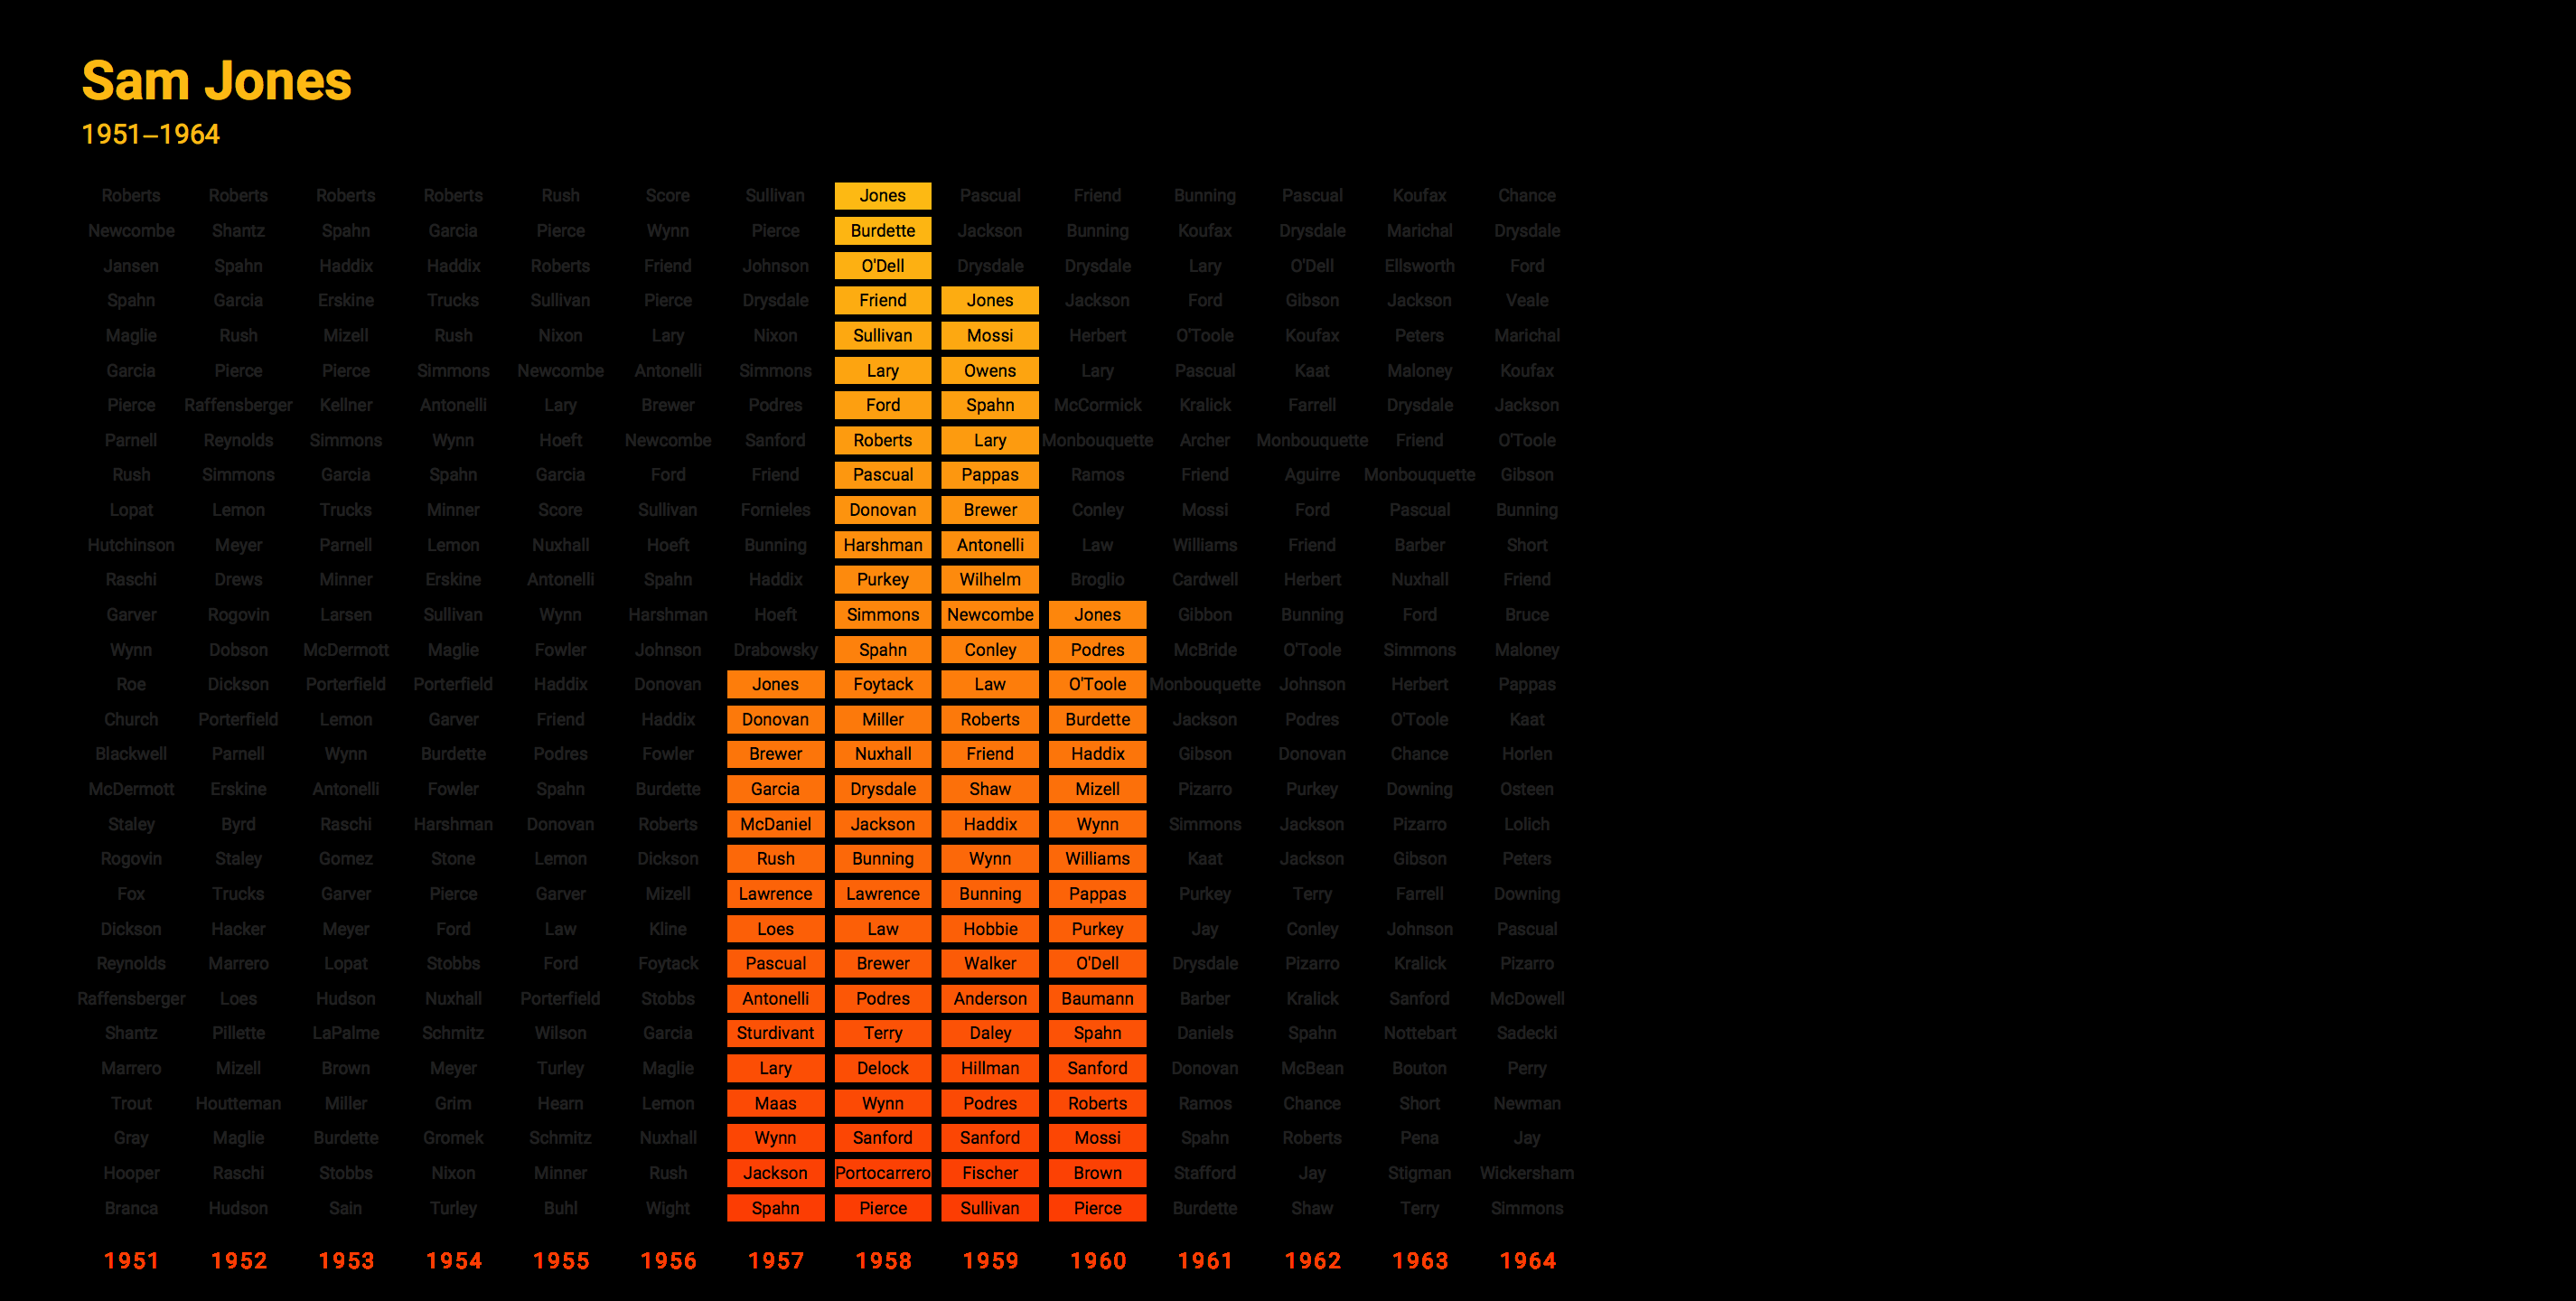 Sam Jones
1951–1964
Roberts Roberts Roberts Roberts Rush Score Sullivan Jones Pascual Friend Bunning Pascual Koufax Chance
Newcombe Shantz Spahn Garcia Pierce Wynn Pierce Burdette Jackson Bunning Koufax Drysdale Marichal Drysdale
Jansen Spahn Haddix Haddix Roberts Friend Johnson O'Dell Drysdale Drysdale Lary O'Dell Ellsworth Ford
Spahn Garcia Erskine Trucks Sullivan Pierce Drysdale Friend Jones Jackson Ford Gibson Jackson Veale
Maglie Rush Mizell Rush Nixon Lary Nixon Sullivan Mossi Herbert O'Toole Koufax Peters Marichal
Garcia Pierce Pierce Simmons Newcombe Antonelli Simmons Lary Owens Lary Pascual Kaat Maloney Koufax
Pierce Raffensberger Kellner Antonelli Lary Brewer Podres Ford Spahn McCormick Kralick Farrell Drysdale Jackson
Parnell Reynolds Simmons Wynn Hoeft Newcombe Sanford Roberts Lary Monbouquette Archer Monbouquette Friend O'Toole
Rush Simmons Garcia Spahn Garcia Ford Friend Pascual Pappas Ramos Friend Aguirre Monbouquette Gibson
Lopat Lemon Trucks Minner Score Sullivan Fornieles Donovan Brewer Conley Mossi Ford Pascual Bunning
Hutchinson Meyer Parnell Lemon Nuxhall Hoeft Bunning Harshman Antonelli Law Williams Friend Barber Short
Raschi Drews Minner Erskine Antonelli Spahn Haddix Purkey Wilhelm Broglio Cardwell Herbert Nuxhall Friend
Garver Rogovin Larsen Sullivan Wynn Harshman Hoeft Simmons Newcombe Jones Gibbon Bunning Ford Bruce
Wynn Dobson McDermott Maglie Fowler Johnson Drabowsky Spahn Conley Podres McBride O'Toole Simmons Maloney
Roe Dickson Porterfield Porterfield Haddix Donovan Jones Foytack Law O'Toole Monbouquette Johnson Herbert Pappas
Church Porterfield Lemon Garver Friend Haddix Donovan Miller Roberts Burdette Jackson Podres O'Toole Kaat
Blackwell Parnell Wynn Burdette Podres Fowler Brewer Nuxhall Friend Haddix Gibson Donovan Chance Horlen
McDermott Erskine Antonelli Fowler Spahn Burdette Garcia Drysdale Shaw Mizell Pizarro Purkey Downing Osteen
Staley Byrd Raschi Harshman Donovan Roberts McDaniel Jackson Haddix Wynn Simmons Jackson Pizarro Lolich
Rogovin Staley Gomez Stone Lemon Dickson Rush Bunning Wynn Williams Kaat Jackson Gibson Peters
Fox Trucks Garver Pierce Garver Mizell Lawrence Lawrence Bunning Pappas Purkey Terry Farrell Downing
Dickson Hacker Meyer Ford Law Kline Loes Law Hobbie Purkey Jay Conley Johnson Pascual
Reynolds Marrero Lopat Stobbs Ford Foytack Pascual Brewer Walker O'Dell Drysdale Pizarro Kralick Pizarro
Raffensberger Loes Hudson Nuxhall Porterfield Stobbs Antonelli Podres Anderson Baumann Barber Kralick Sanford McDowell
Shantz Pillette LaPalme Schmitz Wilson Garcia Sturdivant Terry Daley Spahn Daniels Spahn Nottebart Sadecki
Marrero Mizell Brown Meyer Turley Maglie Lary Delock Hillman Sanford Donovan McBean Bouton Perry
Trout Houtteman Miller Grim Hearn Lemon Maas Wynn Podres Roberts Ramos Chance Short Newman
Gray Maglie Burdette Gromek Schmitz Nuxhall Wynn Sanford Sanford Mossi Spahn Roberts Pena Jay
Hooper Raschi Stobbs Nixon Minner Rush Jackson Portocarrero Fischer Brown Stafford Jay Stigman Wickersham
Branca Hudson Sain Turley Buhl Wight Spahn Pierce Sullivan Pierce Burdette Shaw Terry Simmons
1951 1952 1953 1954 1955 1956 1957 1958 1959 1960 1961 1962 1963 1964